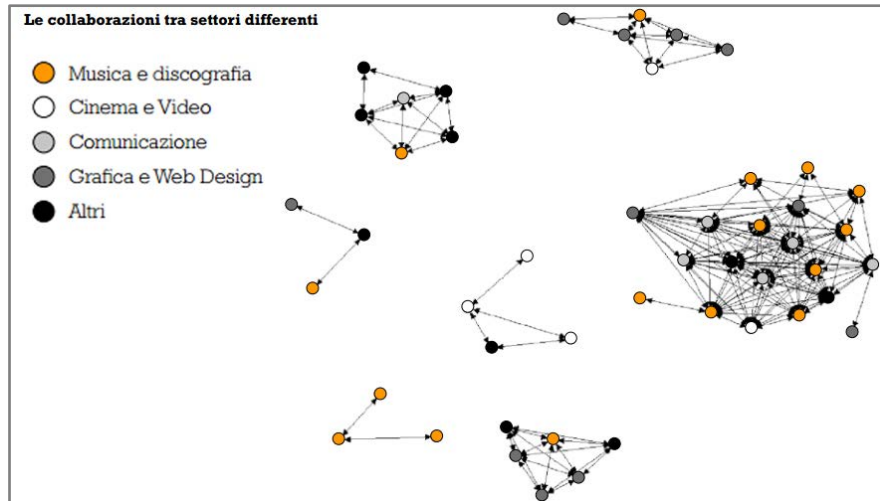 Le collaborazioni tra settori differenti
Musica e discografia
Cinema e Video
Comunicazione
Grafica e Web Design
Altri